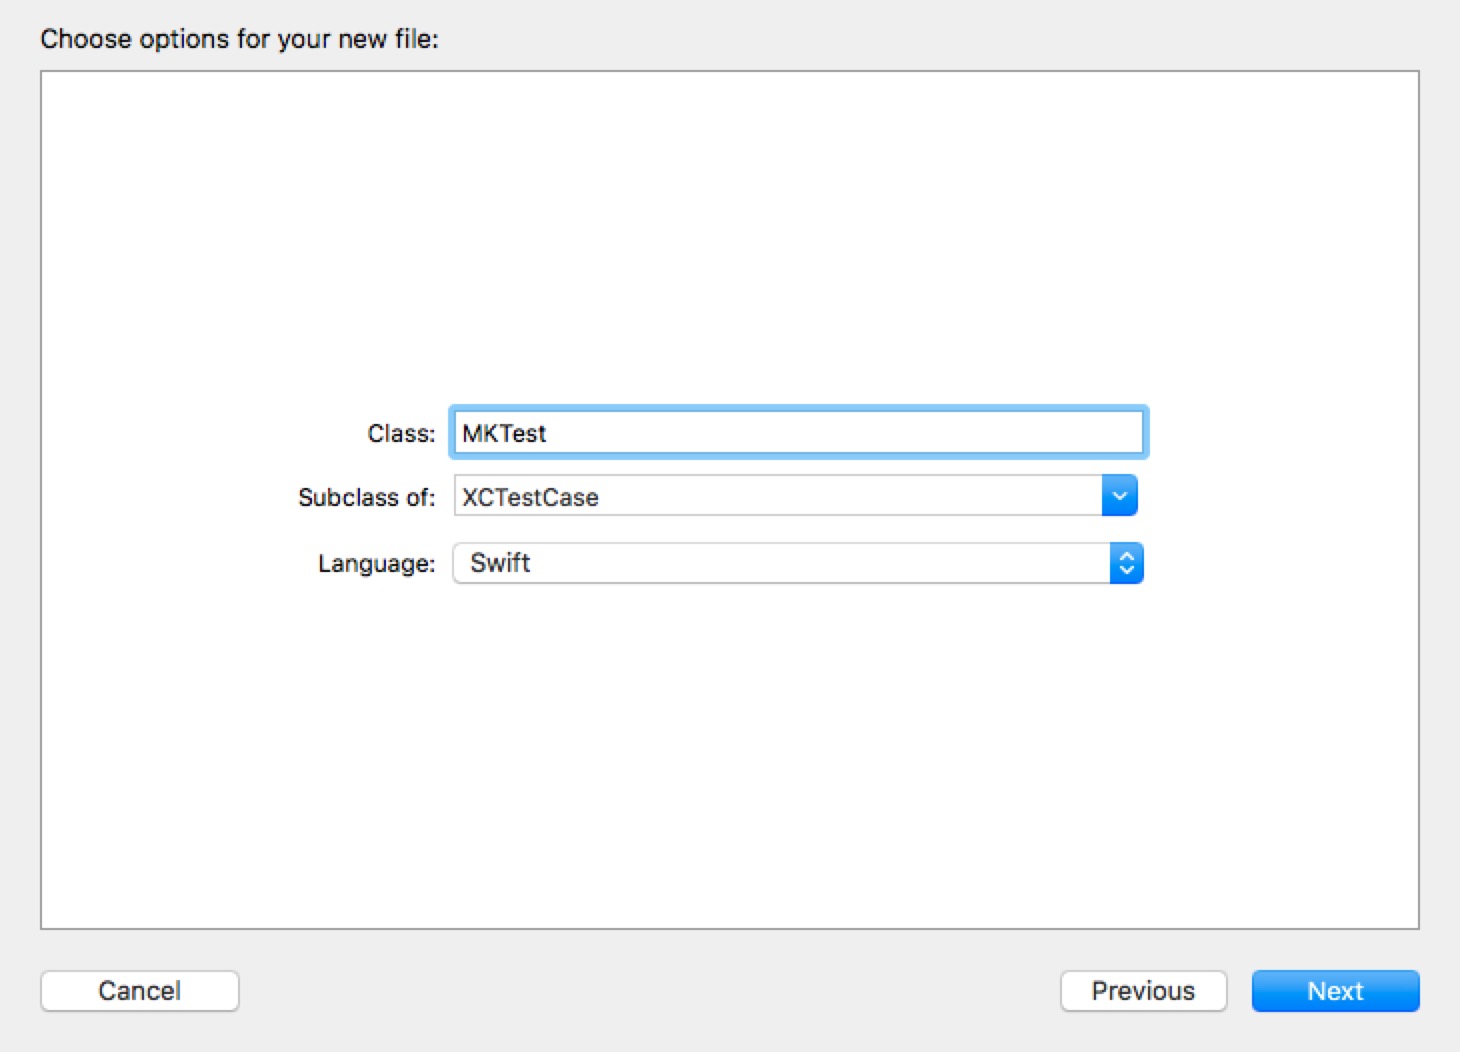 Choose options for your new file:
Class: MKTest
Subclass of: XCTestCase
Language: Swift
Cancel Previous Next